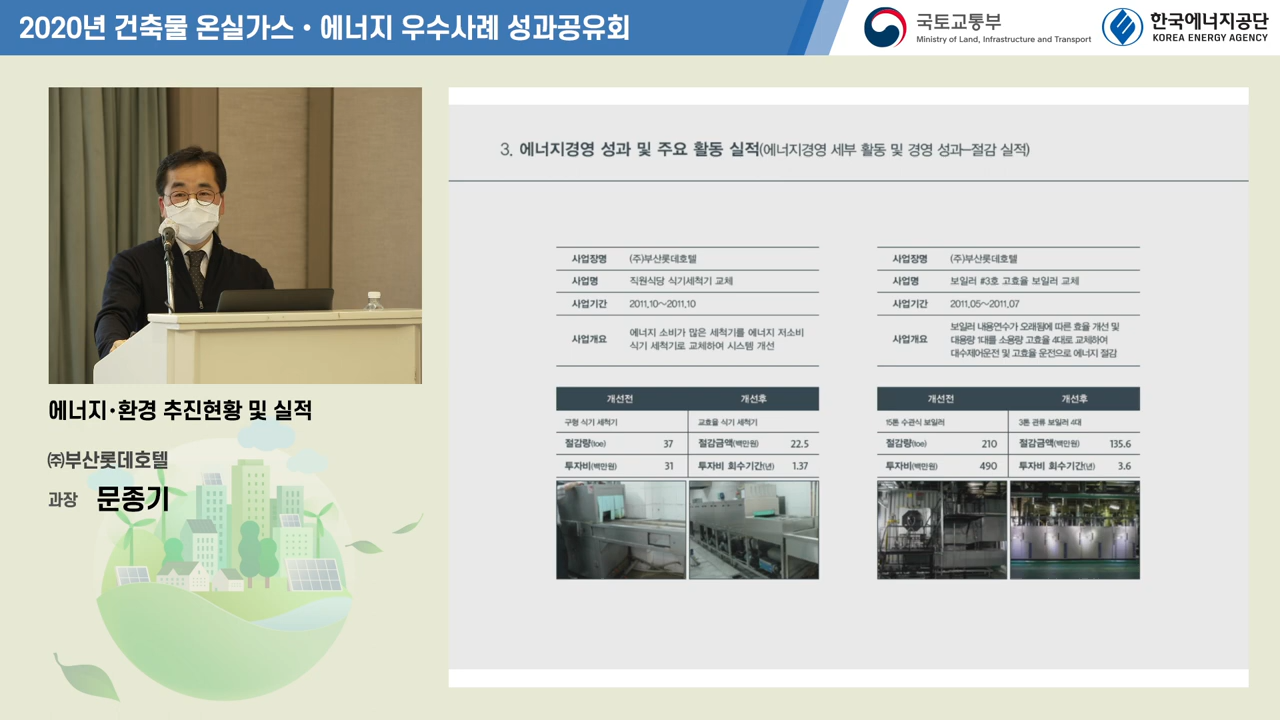 2020년 건축물 온실가스 · 에너지 우수사례 성과공유회
국토교통부
Ministry of Land, Infrastructure and Transport
한국에너지공단
KOREA ENERGY AGENCY
에너지·환경 추진현황 및 실적
㈜부산롯데호텔
과장 문종기
3. 에너지경영 성과 및 주요 활동 실적(에너지경영 세부 활동 및 경영 성과-절감 실적)
사업장명 (주)부산롯데호텔
사업명 직원식당 식기세척기 교체
사업기간 2011.10~2011.10
사업개요 에너지 소비가 많은 세척기를 에너지 저소비
식기 세척기로 교체하여 시스템 개선
개선전 개선후
구형 식기 세척기 고효율 식기 세척기
절감량(toe) 37 절감금액(백만원) 22.5
투자비(백만원) 31 투자비 회수기간(년) 1.37
사업장명 (주)부산롯데호텔
사업명 보일러 #3호 고효율 보일러 교체
사업기간 2011.05~2011.07
사업개요 보일러 내용연수가 오래됨에 따른 효율 개선 및
대용량 1대를 소용량 고효율 4대로 교체하여
대수제어운전 및 고효율 운전으로 에너지 절감
개선전 개선후
15톤 수관식 보일러 3톤 관류 보일러 4대
절감량(toe) 210 절감금액(백만원) 135.6
투자비(백만원) 490 투자비 회수기간(년) 3.6